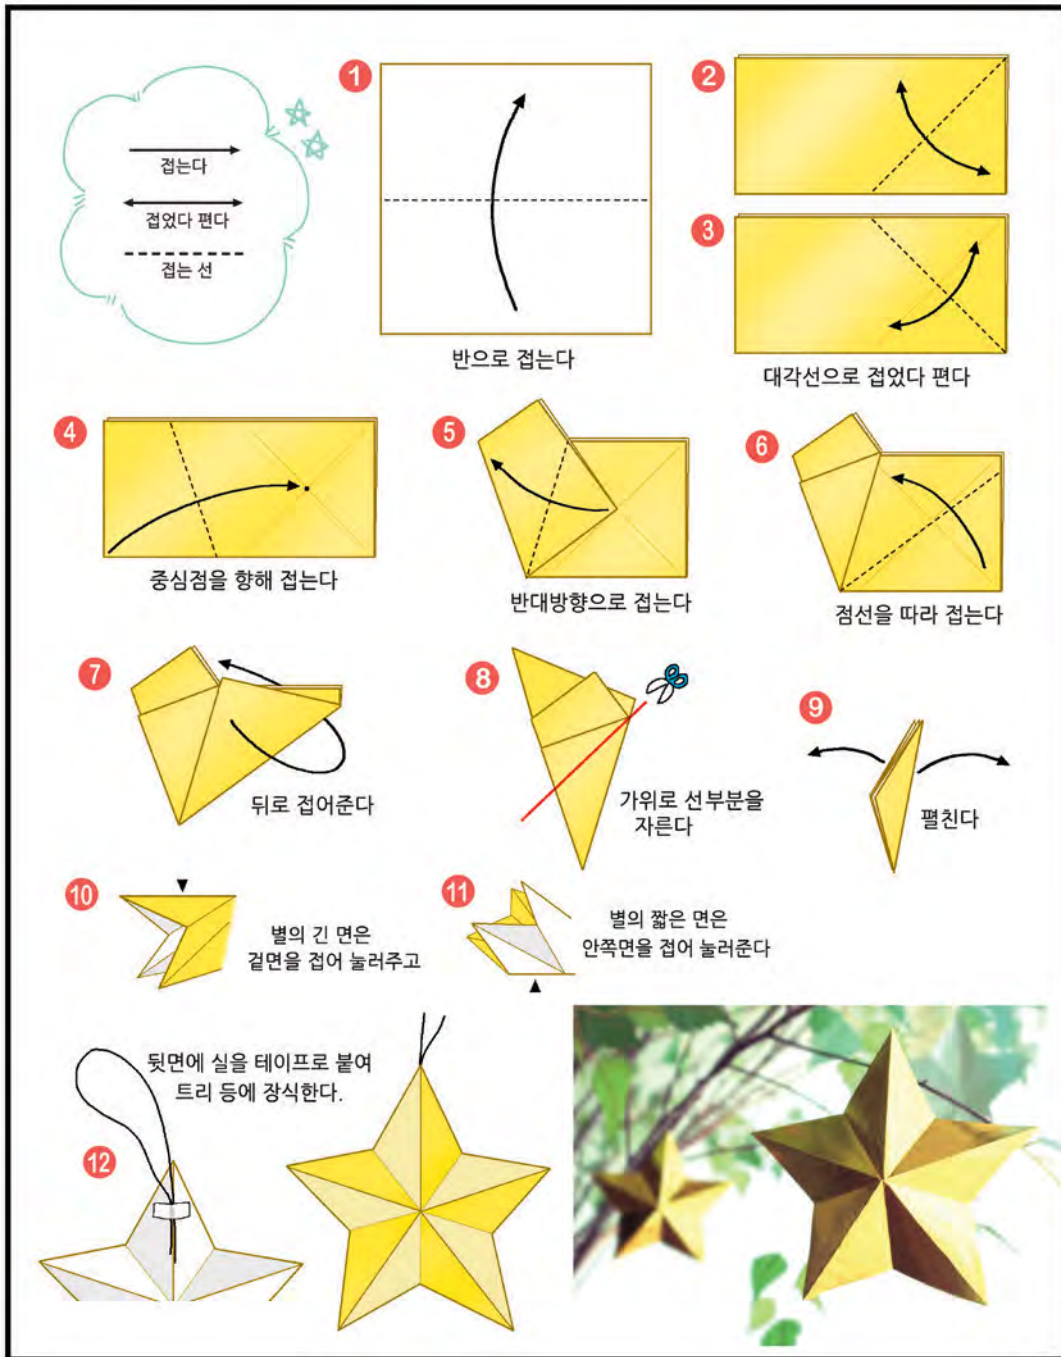 접는다
접었다 편다
접는 선
1
반으로 접는다
2
3
대각선으로 접었다 편다
4
중심점을 향해 접는다
5
반대방향으로 접는다
6
점선을 따라 접는다
7
뒤로 접어준다
8
가위로 선부분을
자른다
9
펼친다
10
별의 긴 면은
겉면을 접어 눌러주고
11
별의 짧은 면은
안쪽면을 접어 눌러준다
뒷면에 실을 테이프로 붙여
트리 등에 장식한다.
12